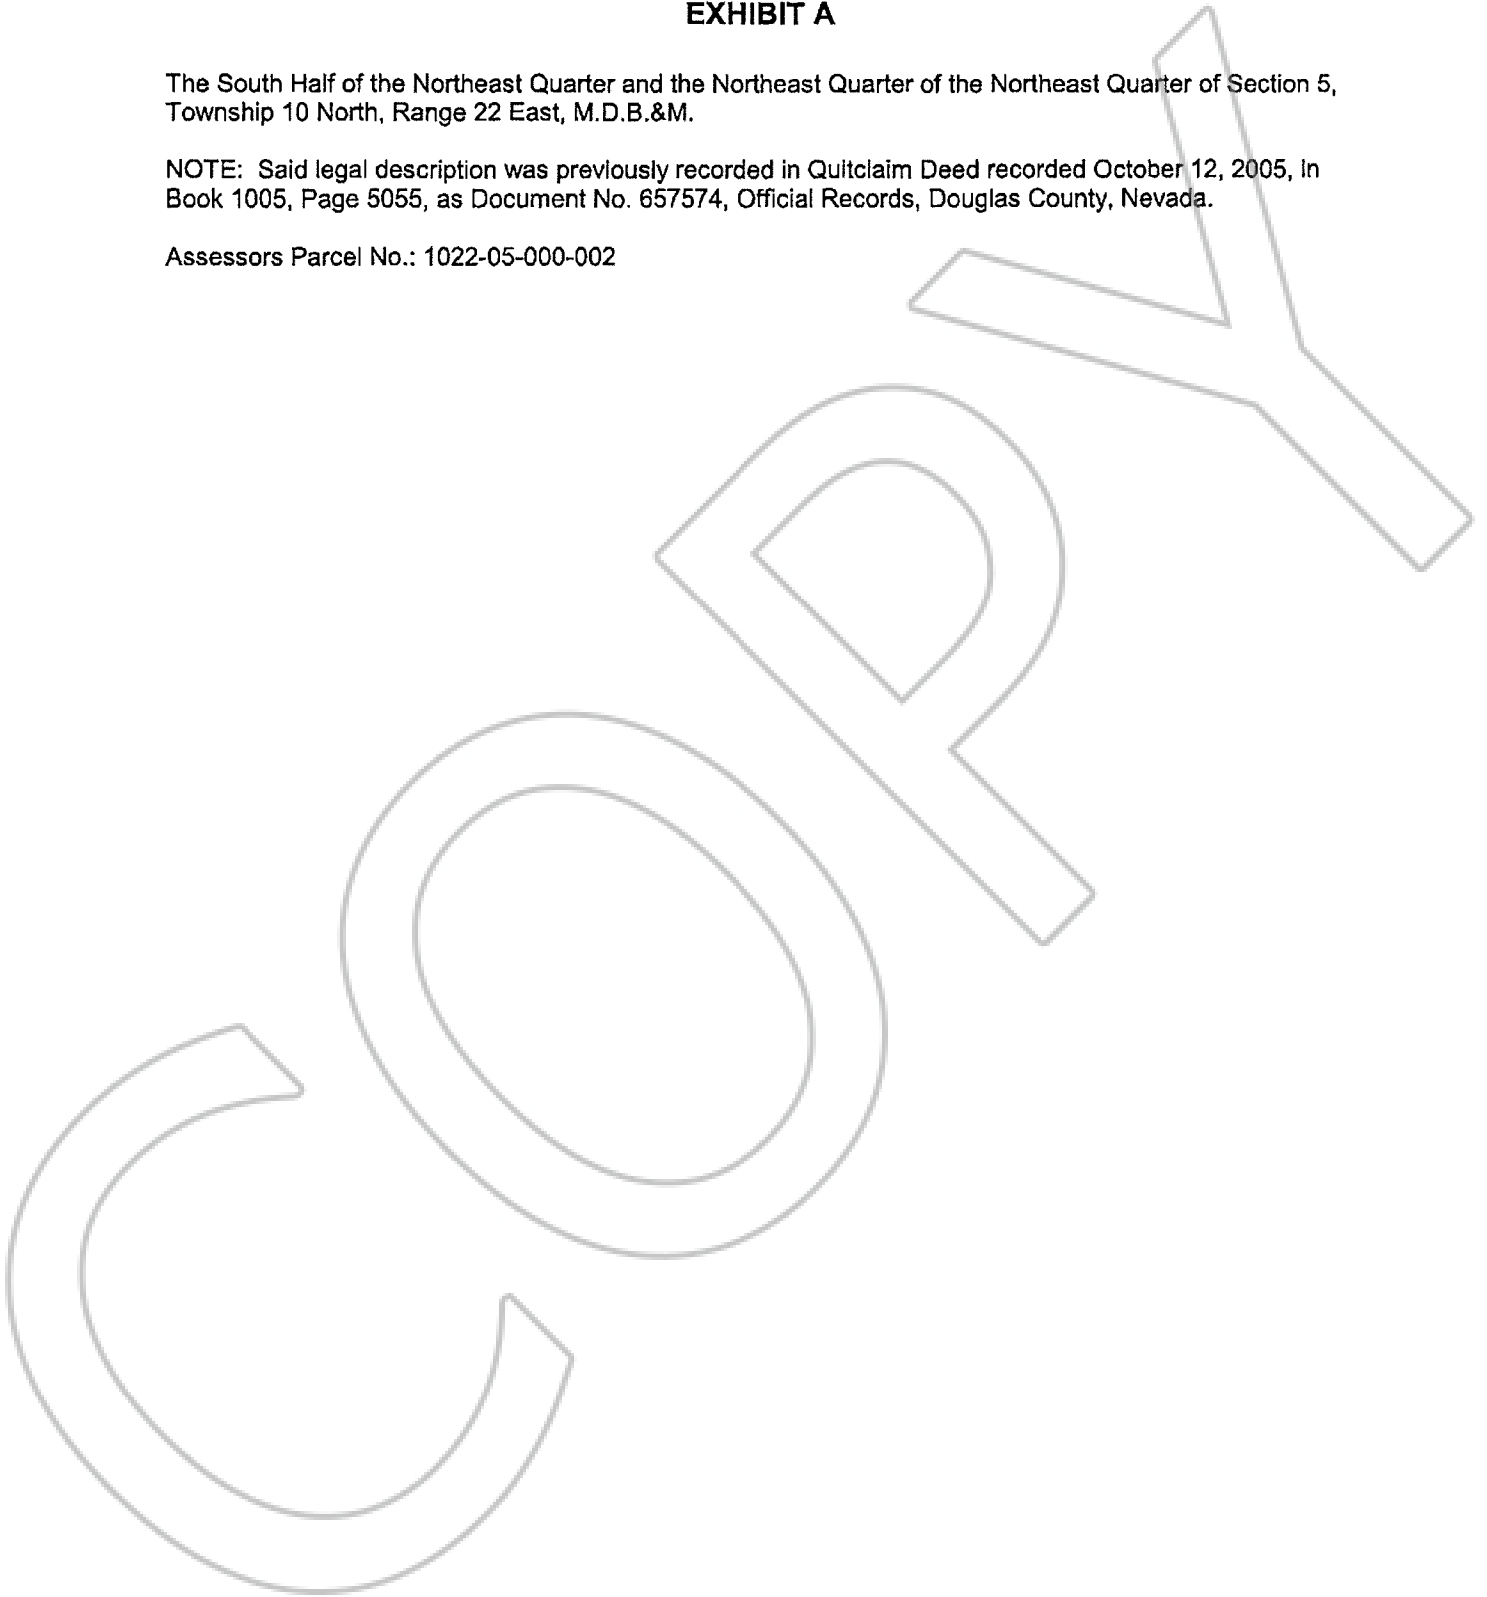 EXHIBIT A
The South Half of the Northeast Quarter and the Northeast Quarter of the Northeast Quarter of Section 5,
Township 10 North, Range 22 East, M.D.B.&M.
NOTE: Said legal description was previously recorded in Quitclaim Deed recorded October 12, 2005, in
Book 1005, Page 5055, as Document No. 657574, Official Records, Douglas County, Nevada.
Assessors Parcel No.: 1022-05-000-002
COPY